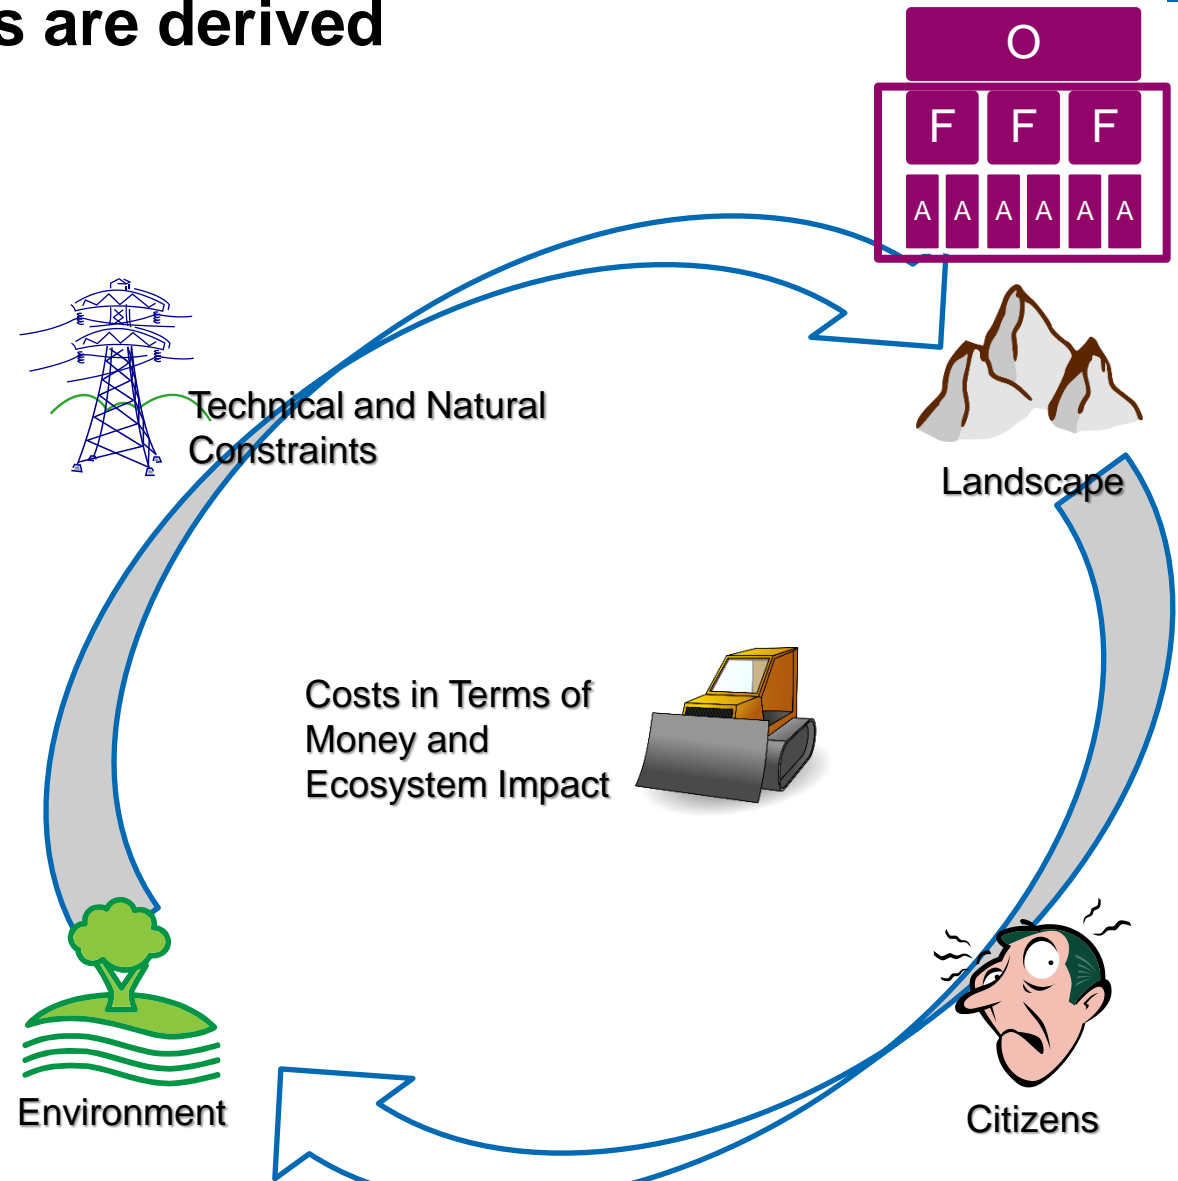 s are derived
O
F F F
A A A A A A
Technical and Natural
Constraints
Landscape
Costs in Terms of
Money and
Ecosystem Impact
Environment
Citizens